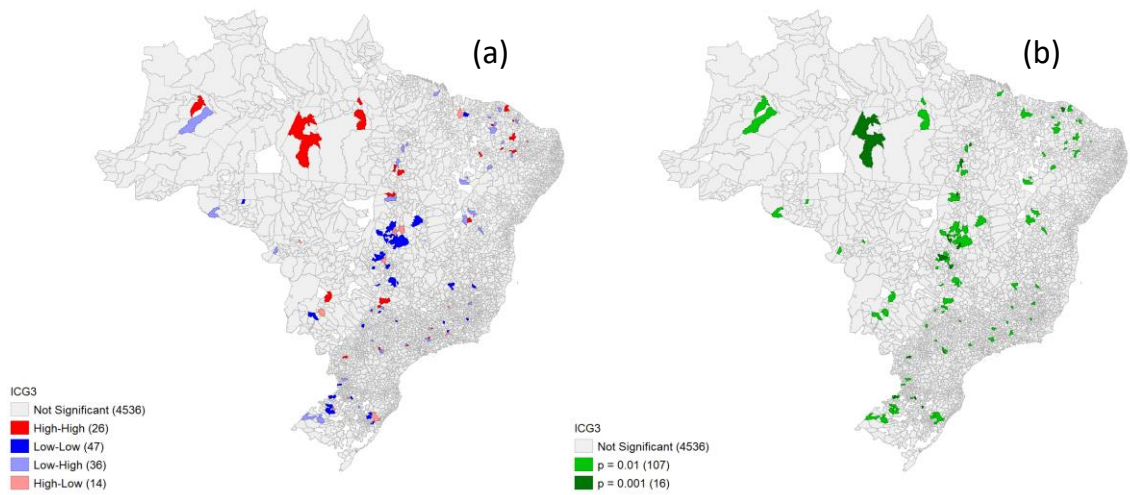 (a)
ICG3
Not Significant (4536)
High-High (26)
Low-Low (47)
Low-High (36)
High-Low (14)
(b)
ICG3
Not Significant (4536)
p = 0.01 (107)
p = 0.001 (16)